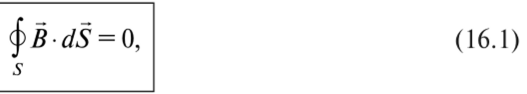 ∮_S B⃗ · dS⃗ = 0, (16.1)